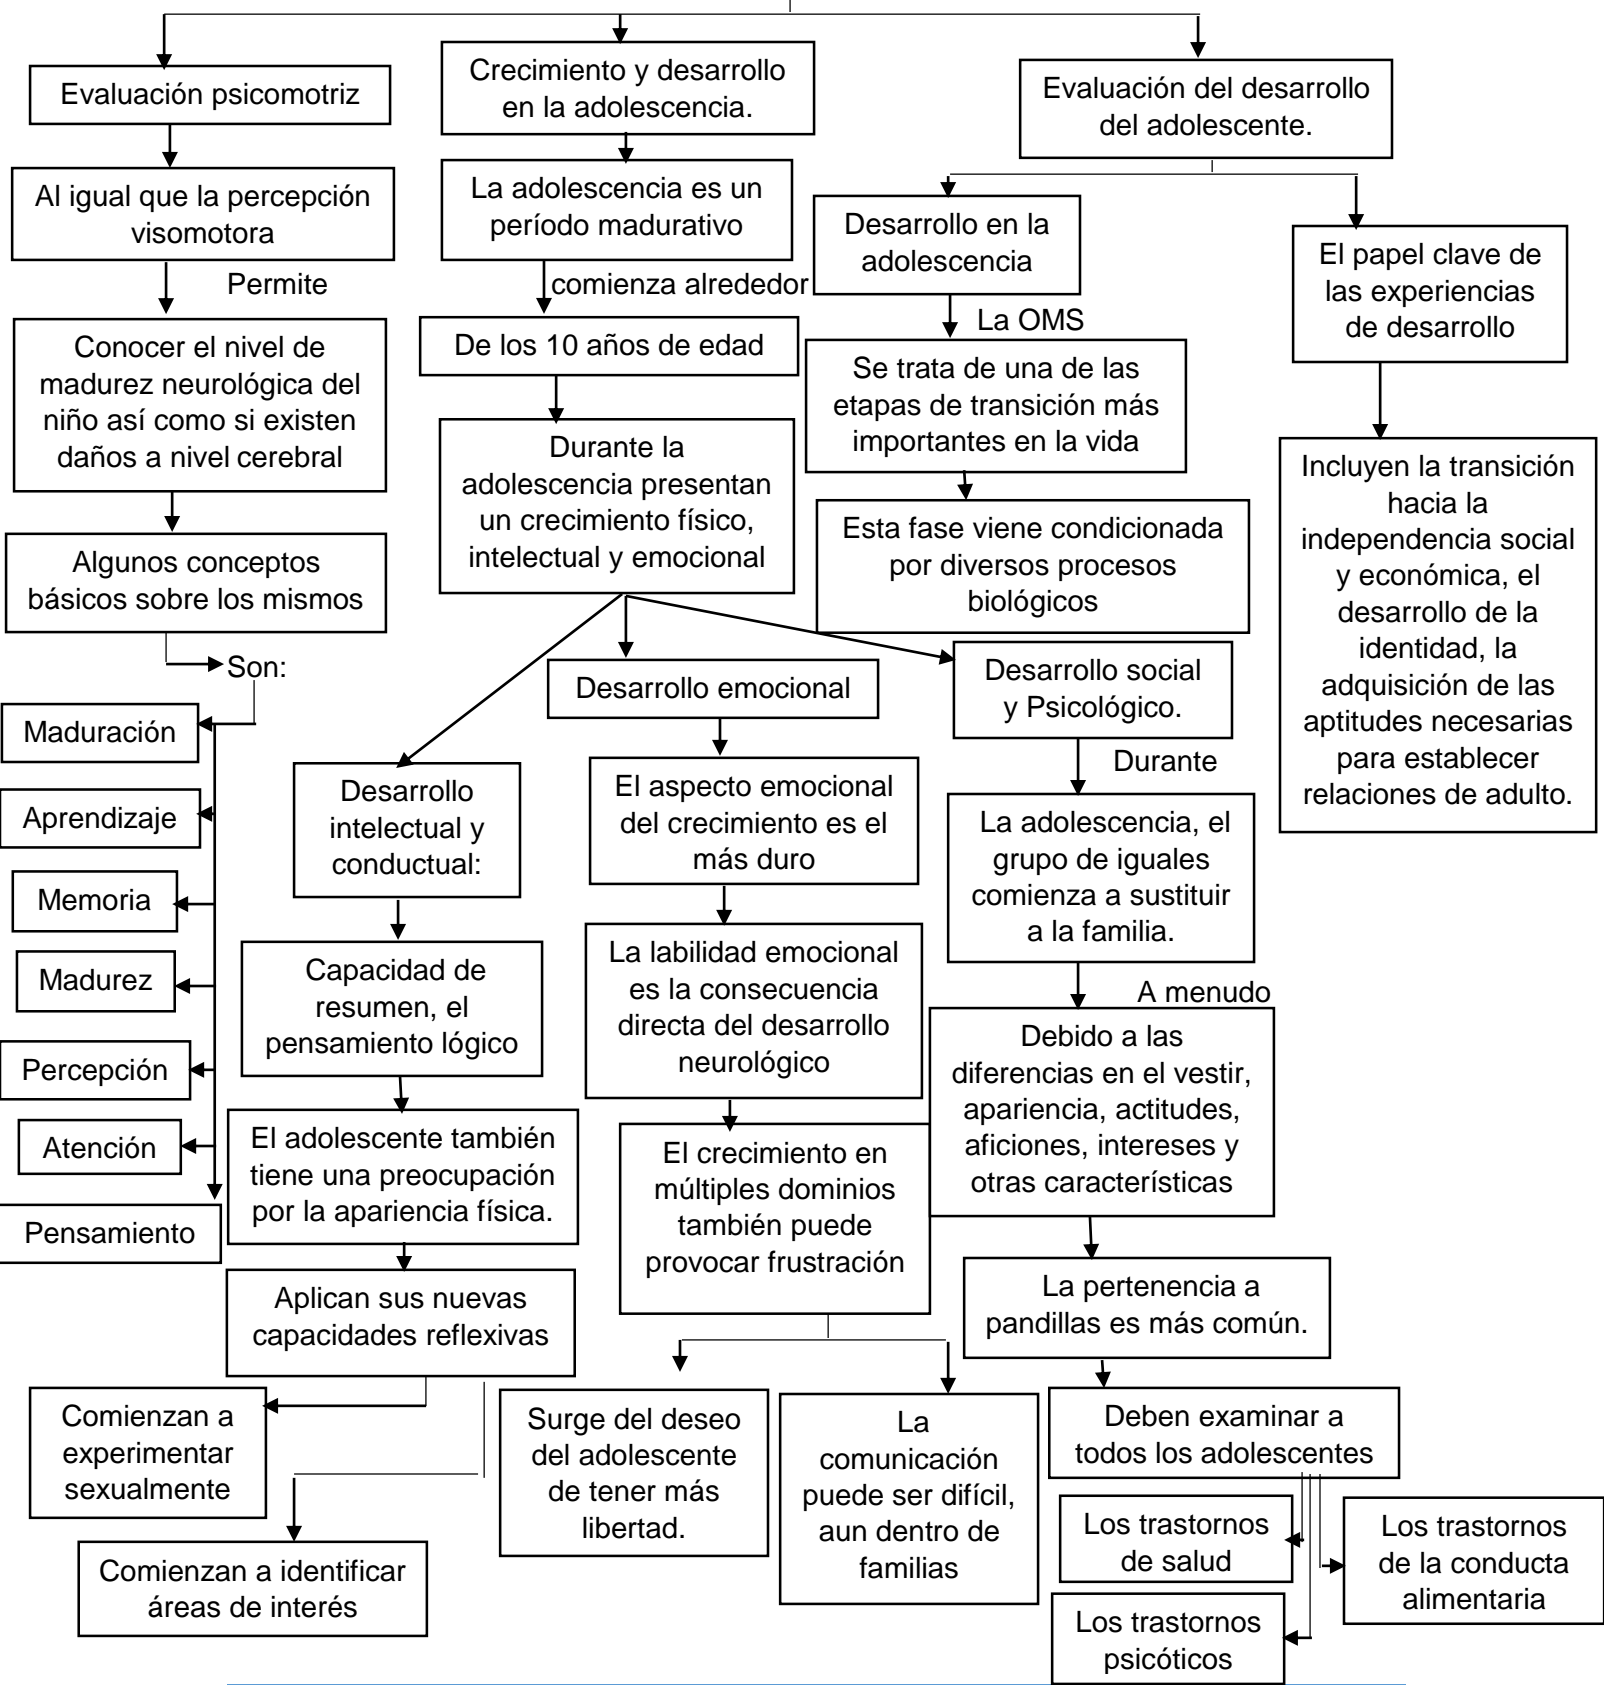 Evaluación psicomotriz
Al igual que la percepción
visomotora
Permite
Conocer el nivel de
madurez neurológica del
niño así como si existen
daños a nivel cerebral
Algunos conceptos
básicos sobre los mismos
Son:
Maduración
Aprendizaje
Memoria
Madurez
Percepción
Atención
Pensamiento
Crecimiento y desarrollo
en la adolescencia.
La adolescencia es un
período madurativo
comienza alrededor
De los 10 años de edad
Durante la
adolescencia presentan
un crecimiento físico,
intelectual y emocional
Desarrollo
intelectual y
conductual:
Capacidad de
resumen, el
pensamiento lógico
El adolescente también
tiene una preocupación
por la apariencia física.
Aplican sus nuevas
capacidades reflexivas
Comienzan a
experimentar
sexualmente
Comienzan a identificar
áreas de interés
Desarrollo emocional
El aspecto emocional
del crecimiento es el
más duro
La labilidad emocional
es la consecuencia
directa del desarrollo
neurológico
El crecimiento en
múltiples dominios
también puede
provocar frustración
Surge del deseo
del adolescente
de tener más
libertad.
La
comunicación
puede ser difícil,
aun dentro de
familias
Desarrollo social
y Psicológico.
Durante
La adolescencia, el
grupo de iguales
comienza a sustituir
a la familia.
A menudo
Debido a las
diferencias en el vestir,
apariencia, actitudes,
aficiones, intereses y
otras características
La pertenencia a
pandillas es más común.
Deben examinar a
todos los adolescentes
Los trastornos
de salud
Los trastornos
psicóticos
Los trastornos
de la conducta
alimentaria
Evaluación del desarrollo
del adolescente.
Desarrollo en la
adolescencia
La OMS
Se trata de una de las
etapas de transición más
importantes en la vida
Esta fase viene condicionada
por diversos procesos
biológicos
El papel clave de
las experiencias
de desarrollo
Incluyen la transición
hacia la
independencia social
y económica, el
desarrollo de la
identidad, la
adquisición de las
aptitudes necesarias
para establecer
relaciones de adulto.